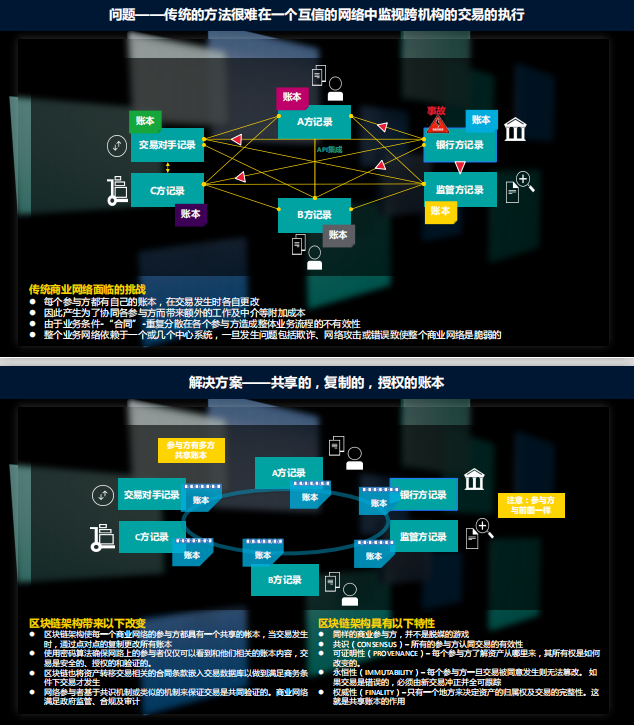 问题——传统的方法很难在一个互信的网络中监视跨机构的交易的执行
账本
A方记录
事故
账本
账本
交易对手记录
API集成
银行方记录
C方记录
监管方记录
账本
B方记录
账本
账本
传统商业网络面临的挑战
● 每个参与方都有自己的账本，在交易发生时各自更改
● 因此产生为了协同各参与方而带来额外的工作及中介等附加成本
● 由于业务条件-“合同”-重复分散在各个参与方造成整体业务流程的不有效性
● 整个业务网络依赖于一个或几个中心系统，一旦发生问题包括欺诈、网络攻击或错误致使整个商业网络是脆弱的
解决方案——共享的，复制的，授权的账本
参与方有多方
共享账本
A方记录
交易对手记录
账本
账本
账本
银行方记录
注意：参与方
与前面一样
C方记录
账本
账本
账本
监管方记录
B方记录
区块链架构带来以下改变
● 区块链架构使每一个商业网络的参与方都具有一个共享的帐本，当交易发生
时，通过点对点的复制更改所有账本
● 使用密码算法确保网路上的参与者仅仅可以看到和他们相关的账本内容，交
易是安全的、授权的和验证的。
● 区块链也将资产转移交易相关的合同条款嵌入交易数据库以做到满足商务条
件下交易才发生
● 网络参与者基于共识机制或类似的机制来保证交易是共同验证的。商业网络
满足政府监管、合规及审计
区块链架构具有以下特性
● 同样的商业参与方，并不是脱媒的游戏
● 共识（CONSENSUS）– 所有的参与方认同交易的有效性
● 可证明性（PROVENANCE）– 每个参与方了解资产从哪里来，其所有权是如何
改变的。
● 永恒性（IMMUTABILITY）– 每个参与方一旦交易被同意发生则无法篡改。 如
果交易是错误的，必须由新交易冲正并全可跟踪
● 权威性（FINALITY）– 只有一个地方来决定资产的归属权及交易的完整性。这
就是共享账本的作用